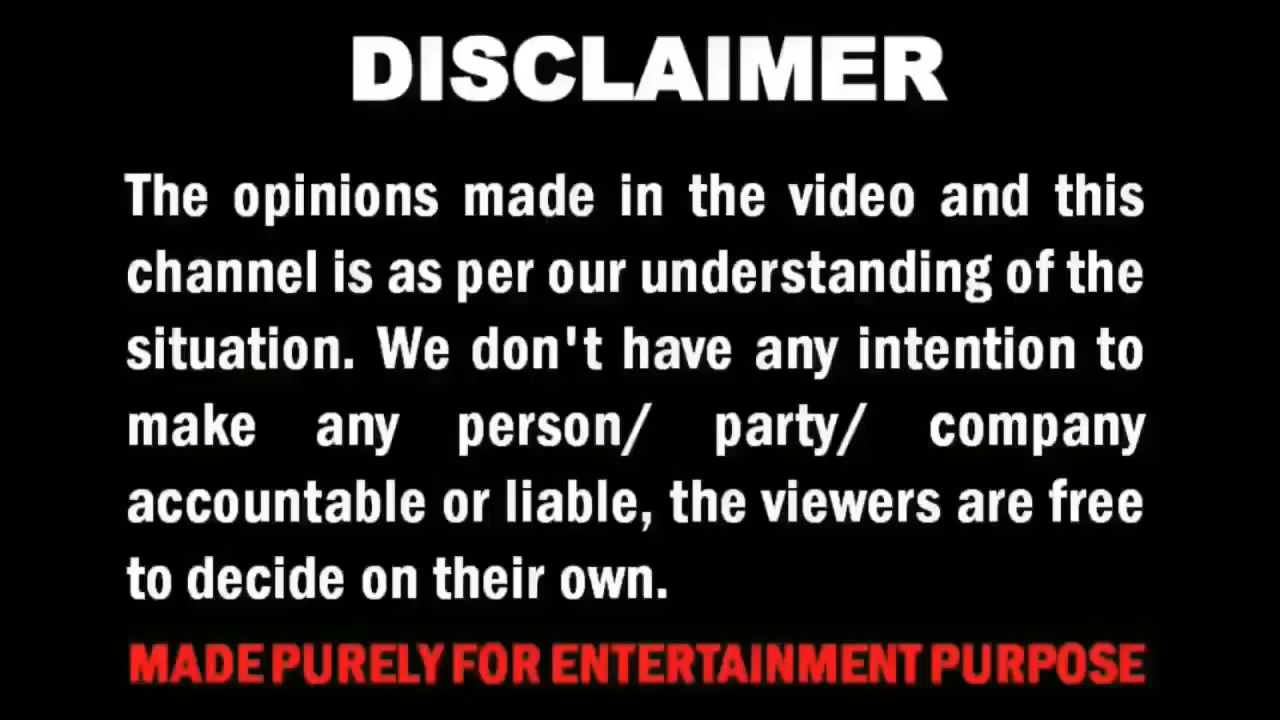 DISCLAIMER
The opinions made in the video and this
channel is as per our understanding of the
situation. We don't have any intention to
make any person/ party/ company
accountable or liable, the viewers are free
to decide on their own.
MADE PURELY FOR ENTERTAINMENT PURPOSE